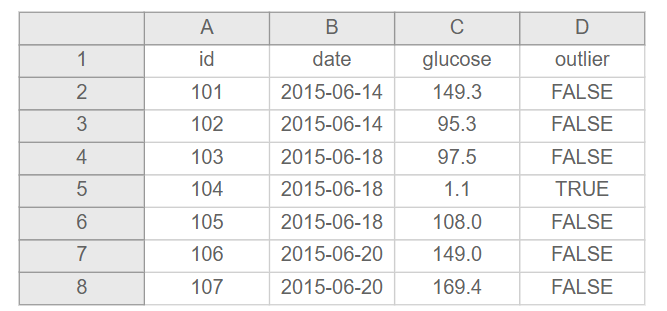 A B C D
1 id date glucose outlier
2 101 2015-06-14 149.3 FALSE
3 102 2015-06-14 95.3 FALSE
4 103 2015-06-18 97.5 FALSE
5 104 2015-06-18 1.1 TRUE
6 105 2015-06-18 108.0 FALSE
7 106 2015-06-20 149.0 FALSE
8 107 2015-06-20 169.4 FALSE